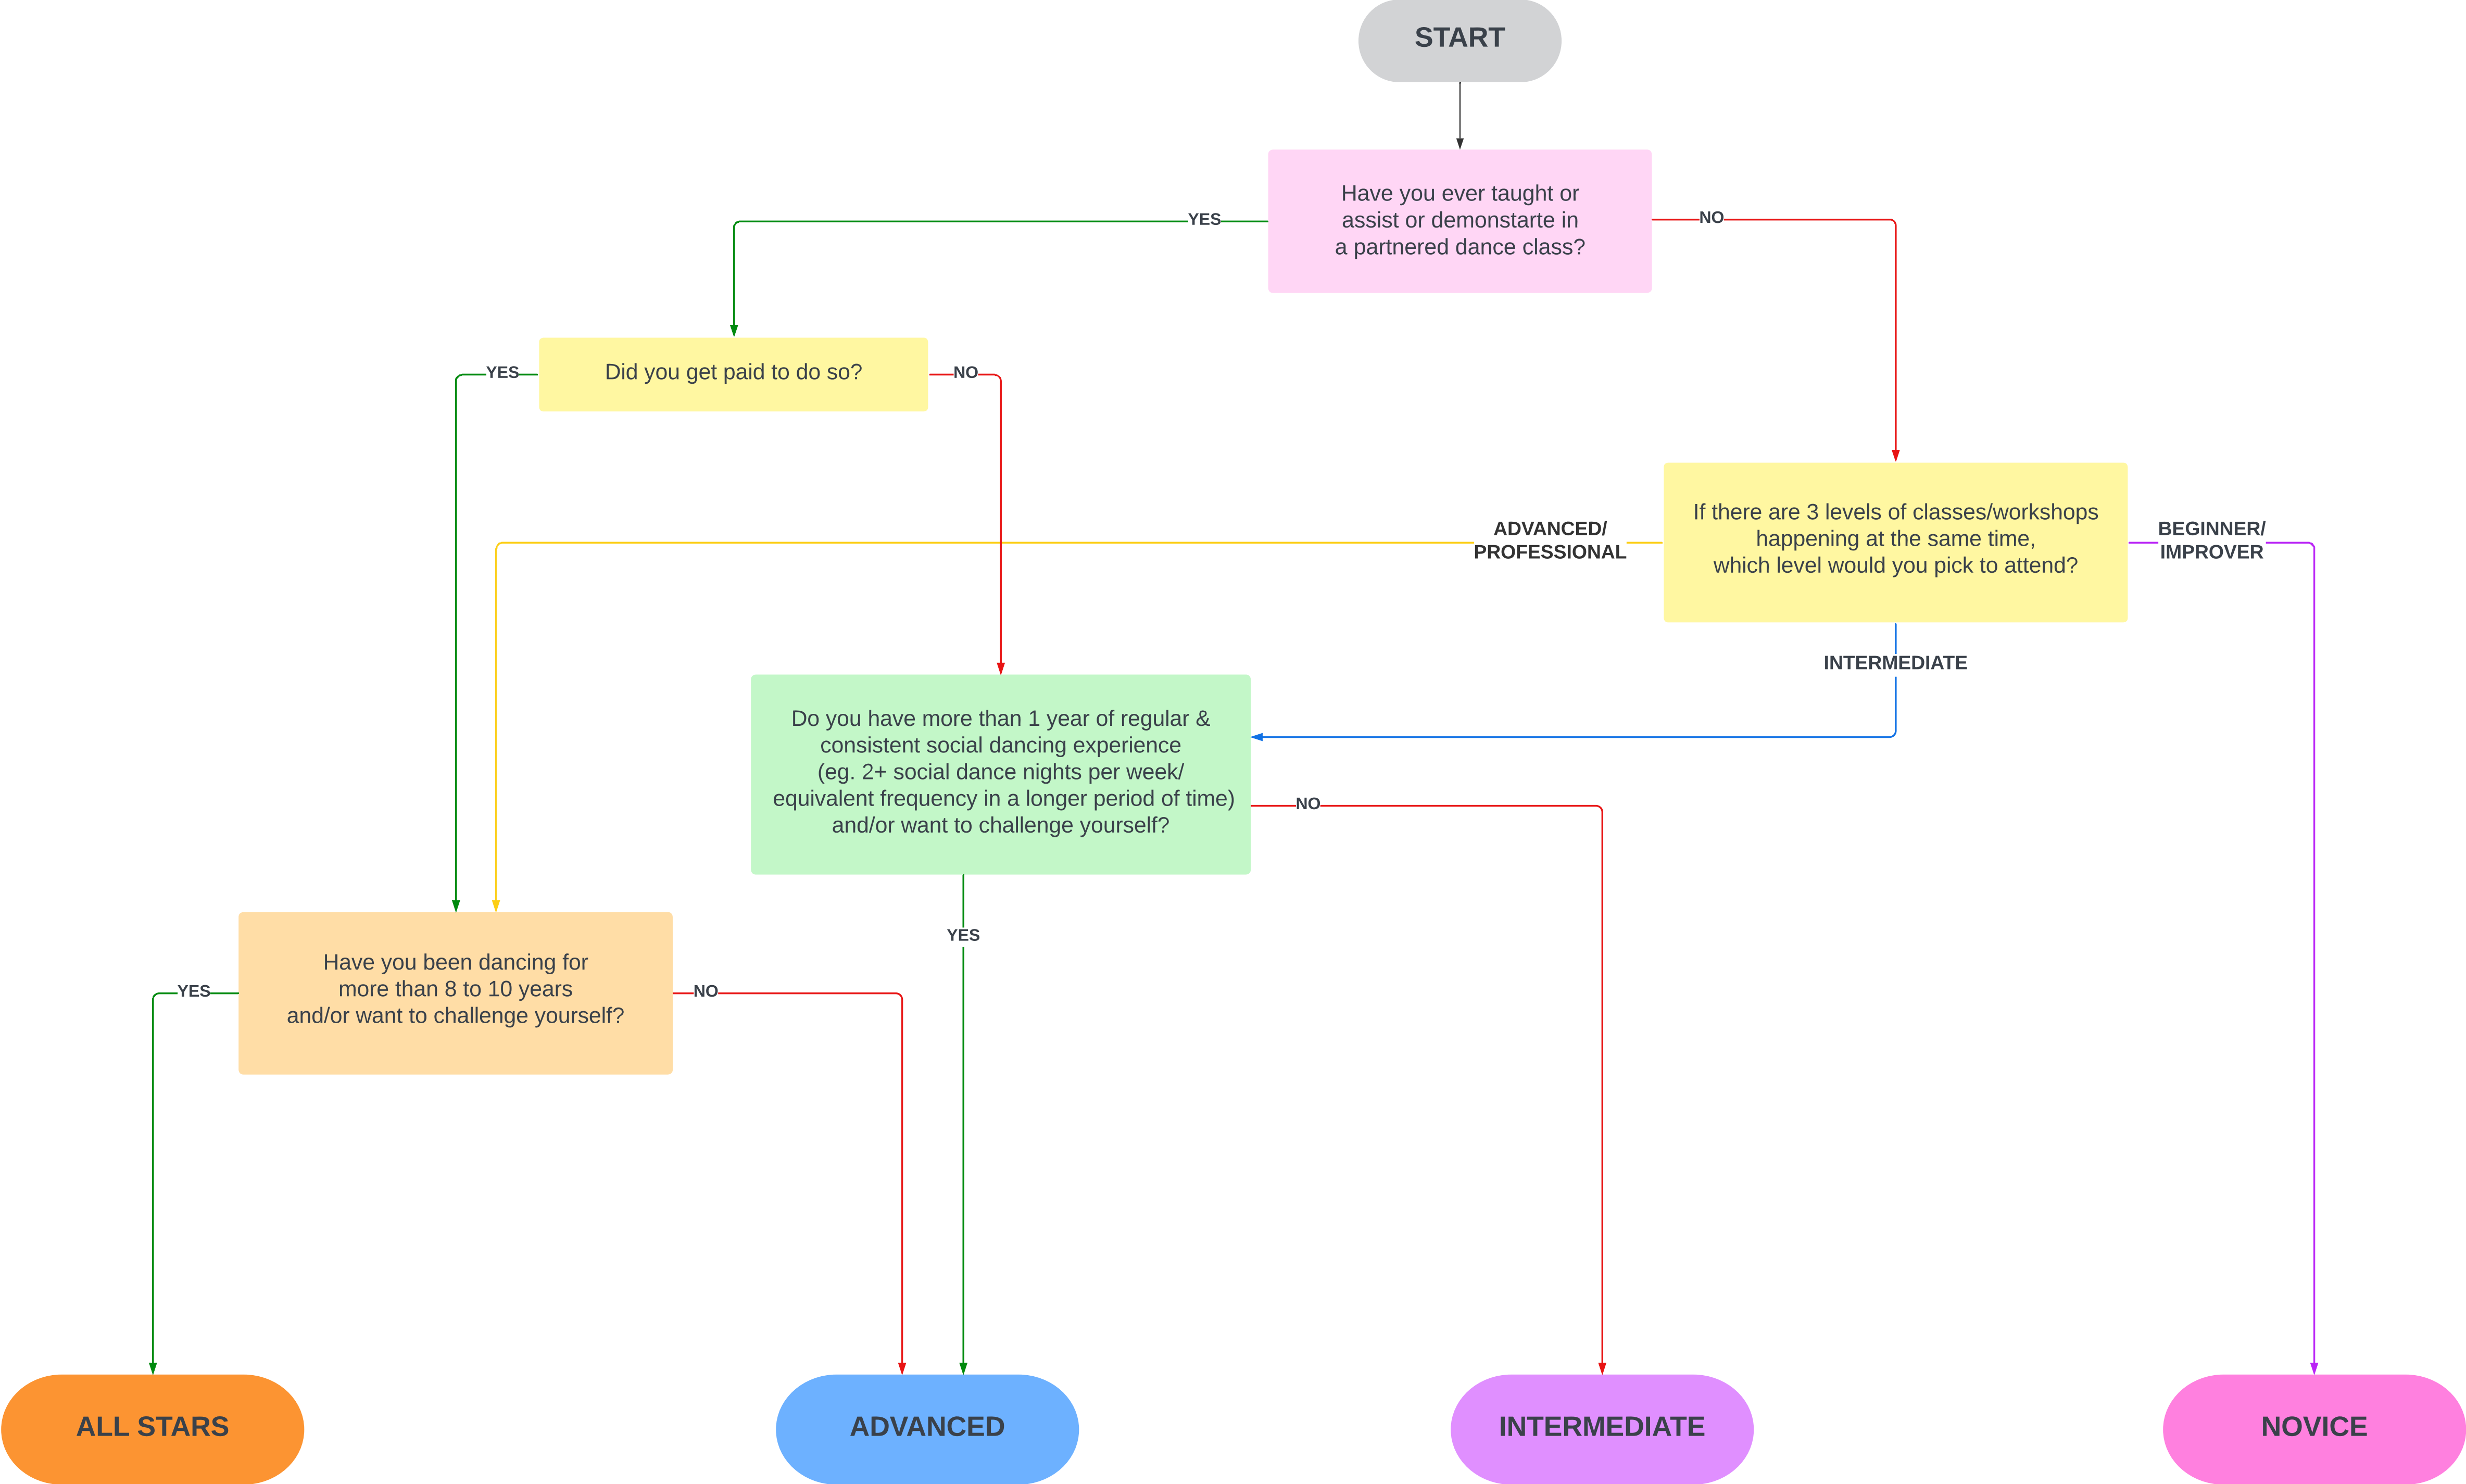 START
Have you ever taught or
assist or demonstarte in
a partnered dance class?
YES
NO
Did you get paid to do so?
YES
NO
If there are 3 levels of classes/workshops
happening at the same time,
which level would you pick to attend?
ADVANCED/
PROFESSIONAL
BEGINNER/
IMPROVER
INTERMEDIATE
Do you have more than 1 year of regular &
consistent social dancing experience
(eg. 2+ social dance nights per week/
equivalent frequency in a longer period of time)
and/or want to challenge yourself?
NO
YES
Have you been dancing for
more than 8 to 10 years
and/or want to challenge yourself?
YES
NO
ALL STARS
ADVANCED
INTERMEDIATE
NOVICE